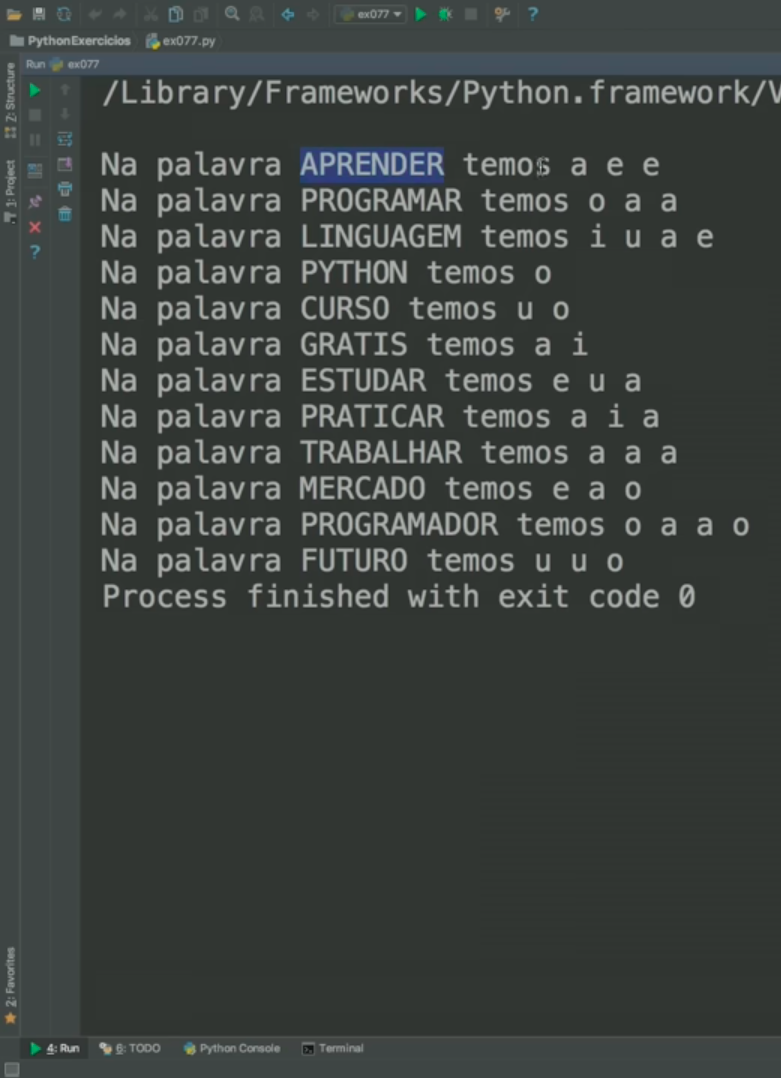 ex077
PythonExercicios ex077.py
Run ex077
/Library/Frameworks/Python.framework/V
Na palavra APRENDER temos a e e
Na palavra PROGRAMAR temos o a a
Na palavra LINGUAGEM temos i u a e
Na palavra PYTHON temos o
Na palavra CURSO temos u o
Na palavra GRATIS temos a i
Na palavra ESTUDAR temos e u a
Na palavra PRATICAR temos a i a
Na palavra TRABALHAR temos a a a
Na palavra MERCADO temos e a o
Na palavra PROGRAMADOR temos o a a o
Na palavra FUTURO temos u u o
Process finished with exit code 0
Z: Structure
1: Project
2: Favorites
4: Run 6: TODO Python Console Terminal